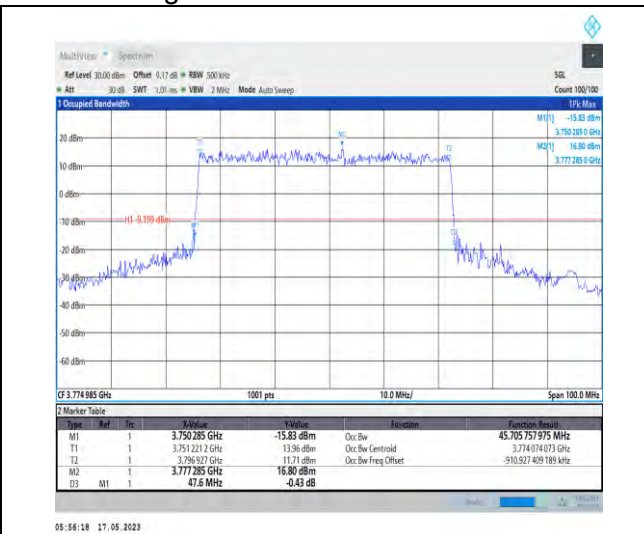 MultiView Spectrum
Ref Level 30.00 dBm Offset 9.17 dB RBW 500 kHz SGL
Att 30 dB SWT 1.01 ms VBW 2 MHz Mode Auto Sweep Count 100/100
1 Occupied Bandwidth 1Pk Max
M1[1] -15.83 dBm
3.750 285 0 GHz
M2[1] 16.80 dBm
3.777 285 0 GHz
20 dBm
10 dBm
0 dBm
-10 dBm
H1 -9.199 dBm
-20 dBm
-30 dBm
-40 dBm
-50 dBm
-60 dBm
CF 3.774 985 GHz 1001 pts 10.0 MHz/ Span 100.0 MHz
2 Marker Table
Type Ref Trc X-Value Y-Value Function Function Result
M1 1 3.750 285 GHz -15.83 dBm Occ Bw 45.705 757 975 MHz
T1 1 3.751 221 2 GHz 13.96 dBm Occ Bw Centroid 3.774 074 073 GHz
T2 1 3.796 927 GHz 11.71 dBm Occ Bw Freq Offset -910.927 409 189 kHz
M2 1 3.777 285 GHz 16.80 dBm
D3 M1 1 47.6 MHz -0.43 dB
05:56:18 17.05.2023